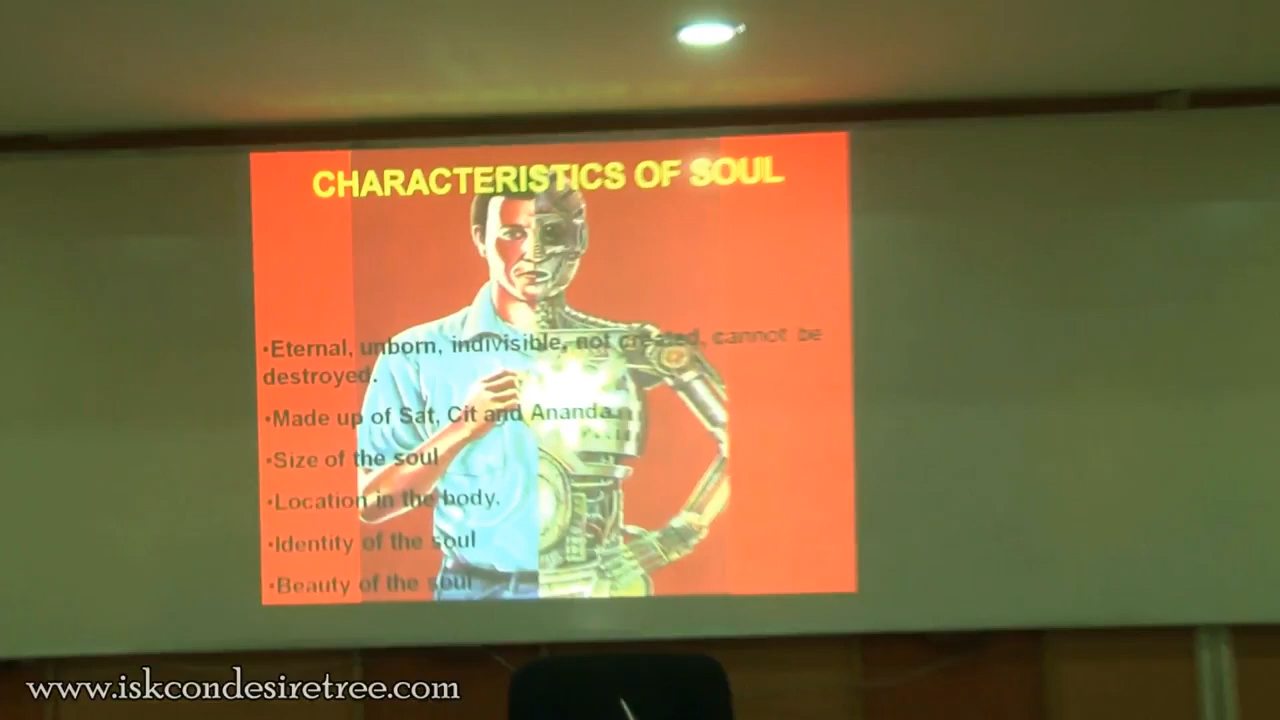 CHARACTERISTICS OF SOUL
•Eternal, unborn, indivisible, not created, cannot be
destroyed.
•Made up of Sat, Cit and Ananda.
•Size of the soul
•Location in the body.
•Identity of the soul
•Beauty of the soul
www.iskcondesiretree.com